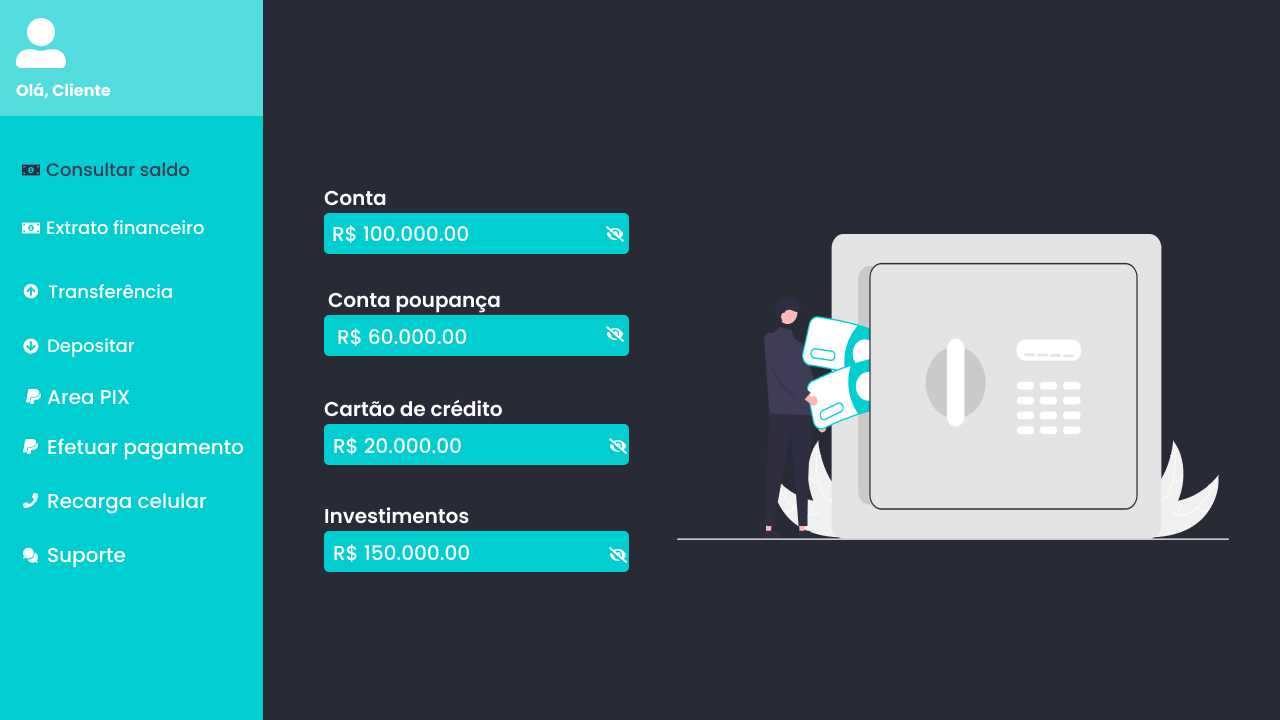 Olá, Cliente
Consultar saldo
Extrato financeiro
Transferência
Depositar
Area PIX
Efetuar pagamento
Recarga celular
Suporte
Conta
R$ 100.000.00
Conta poupança
R$ 60.000.00
Cartão de crédito
R$ 20.000.00
Investimentos
R$ 150.000.00